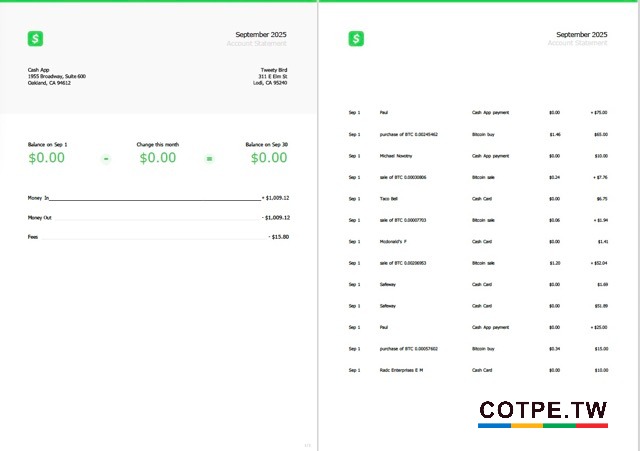 $
September 2025
Account Statement
Cash App
1955 Broadway, Suite 600
Oakland, CA 94612
Tweety Bird
311 E Elm St
Lodi, CA 95240
Balance on Sep 1
Change this month
Balance on Sep 30
$0.00 - $0.00 = $0.00
Money In + $1,009.12
Money Out - $1,009.12
Fees - $15.80
$
September 2025
Account Statement
Sep 1 Paul Cash App payment $0.00 + $75.00
Sep 1 purchase of BTC 0.00245462 Bitcoin buy $1.46 $65.00
Sep 1 Michael Novotny Cash App payment $0.00 $10.00
Sep 1 sale of BTC 0.00030806 Bitcoin sale $0.24 + $7.76
Sep 1 Taco Bell Cash Card $0.00 $6.75
Sep 1 sale of BTC 0.00007703 Bitcoin sale $0.06 + $1.94
Sep 1 Mcdonald's F Cash Card $0.00 $1.41
Sep 1 sale of BTC 0.00206953 Bitcoin sale $1.20 + $52.04
Sep 1 Safeway Cash Card $0.00 $1.69
Sep 1 Safeway Cash Card $0.00 $51.89
Sep 1 Paul Cash App payment $0.00 + $25.00
Sep 1 purchase of BTC 0.00057602 Bitcoin buy $0.34 $15.00
Sep 1 Radc Enterprises E M Cash Card $0.00 $10.00
COTPE.TW